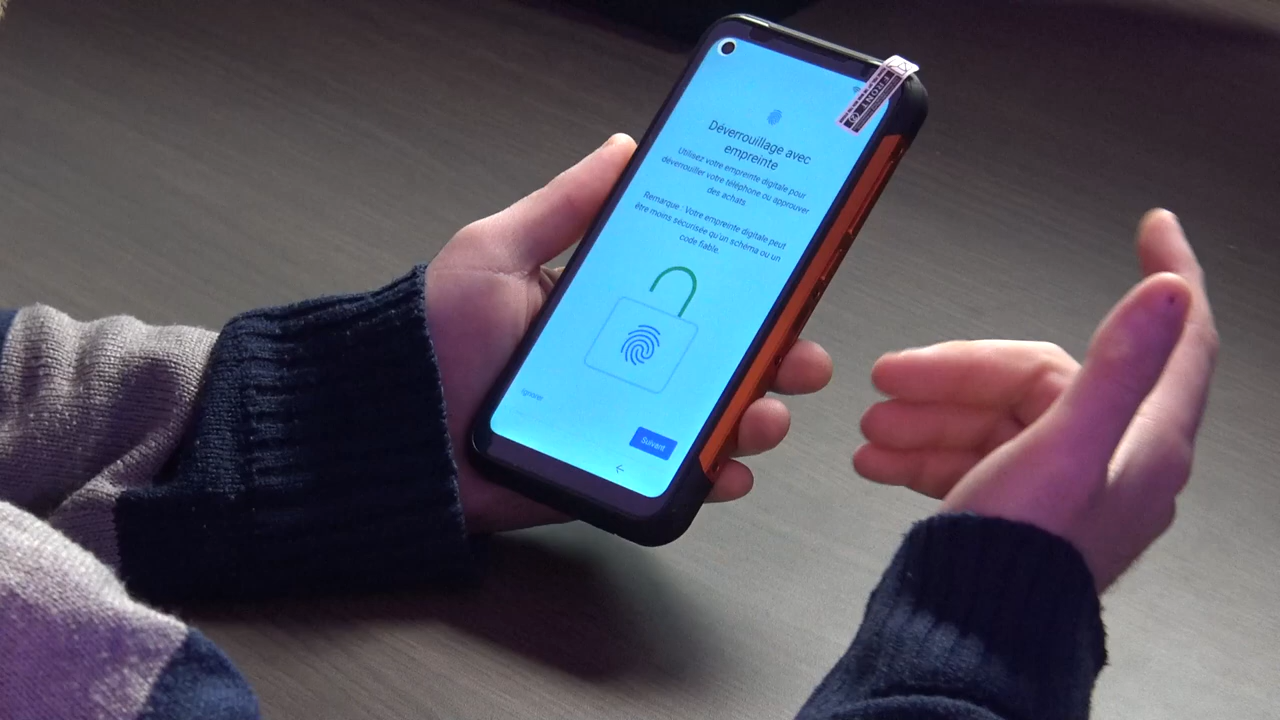 FRONT
Déverrouillage avec
empreinte
Utilisez votre empreinte digitale pour
déverrouiller votre téléphone ou approuver
des achats.
Remarque : Votre empreinte digitale peut
être moins sécurisée qu'un schéma ou un
code fiable.
Ignorer
Suivant